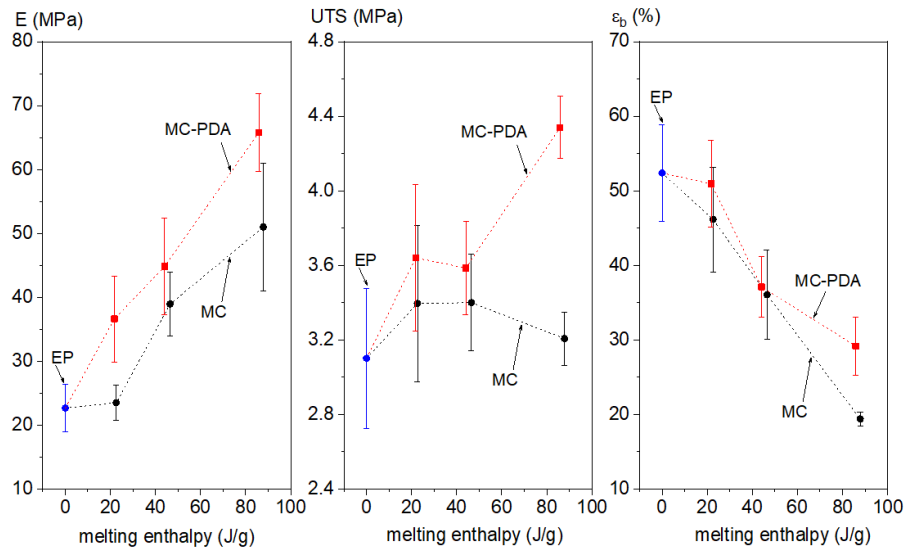 E (MPa)
80
70
60
50
40
30
20
10
MC-PDA
EP
MC
0 20 40 60 80 100
melting enthalpy (J/g)
UTS (MPa)
4.8
4.4
4.0
3.6
3.2
2.8
2.4
MC-PDA
EP
MC
0 20 40 60 80 100
melting enthalpy (J/g)
ε_b (%)
70
60
50
40
30
20
10
EP
MC-PDA
MC
0 20 40 60 80 100
melting enthalpy (J/g)